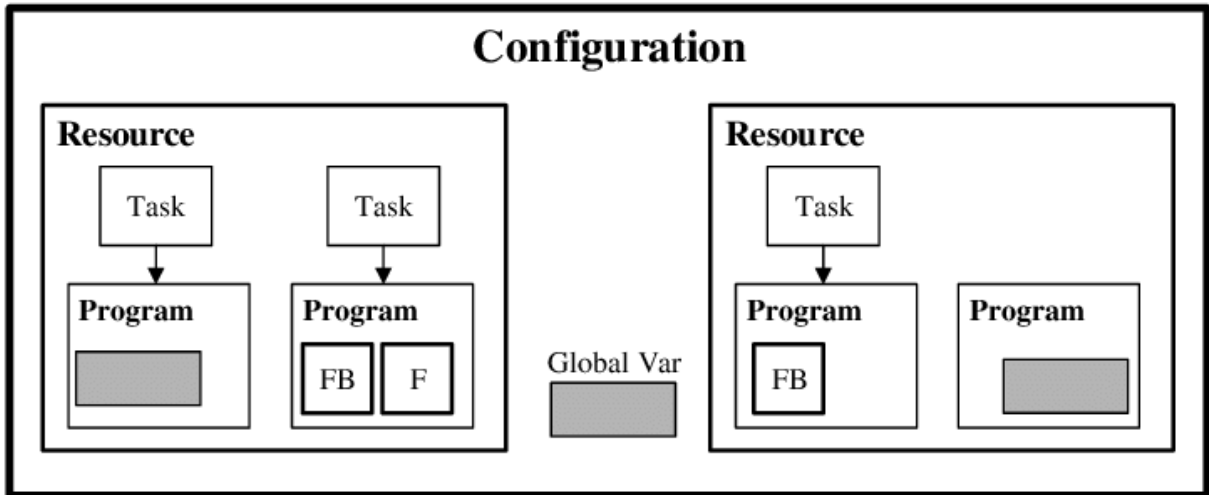 Configuration
Resource
Resource
Task
Task
Task
Program
Program
Program
Program
FB
F
Global Var
FB